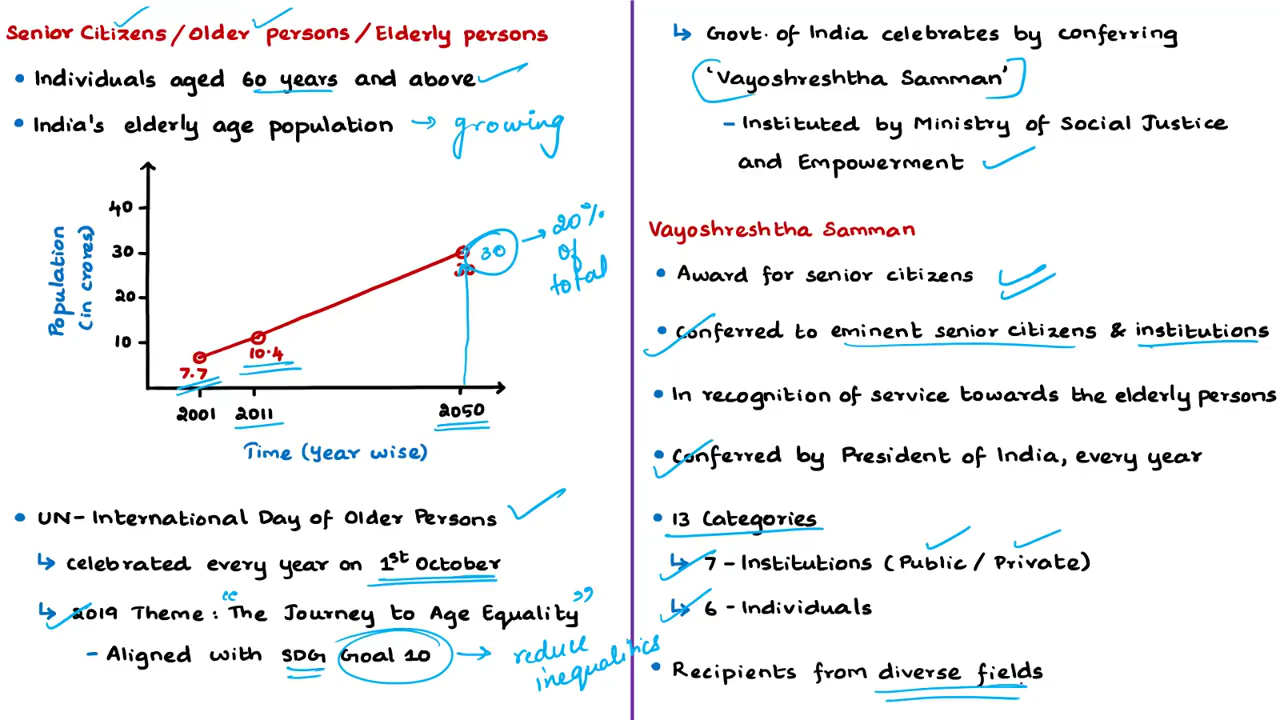 Senior Citizens / Older persons / Elderly persons
• Individuals aged 60 years and above
• India's elderly age population → growing
Population
(in crores)
40
30
20
10
7.7
10.4
30
30 → 20% of total
2001 2011 2050
Time (Year wise)
• UN- International Day of Older Persons
↳ celebrated every year on 1st October
↳ 2019 Theme : "The Journey to Age Equality"
- Aligned with SDG Goal 10 → reduce inequalities
↳ Govt. of India celebrates by conferring
'Vayoshreshtha Samman'
- Instituted by Ministry of Social Justice
and Empowerment
Vayoshreshtha Samman
• Award for senior citizens
• Conferred to eminent senior citizens & institutions
• In recognition of service towards the elderly persons
• Conferred by President of India, every year
• 13 Categories
↳ 7 - Institutions (Public / Private)
↳ 6 - Individuals
• Recipients from diverse fields